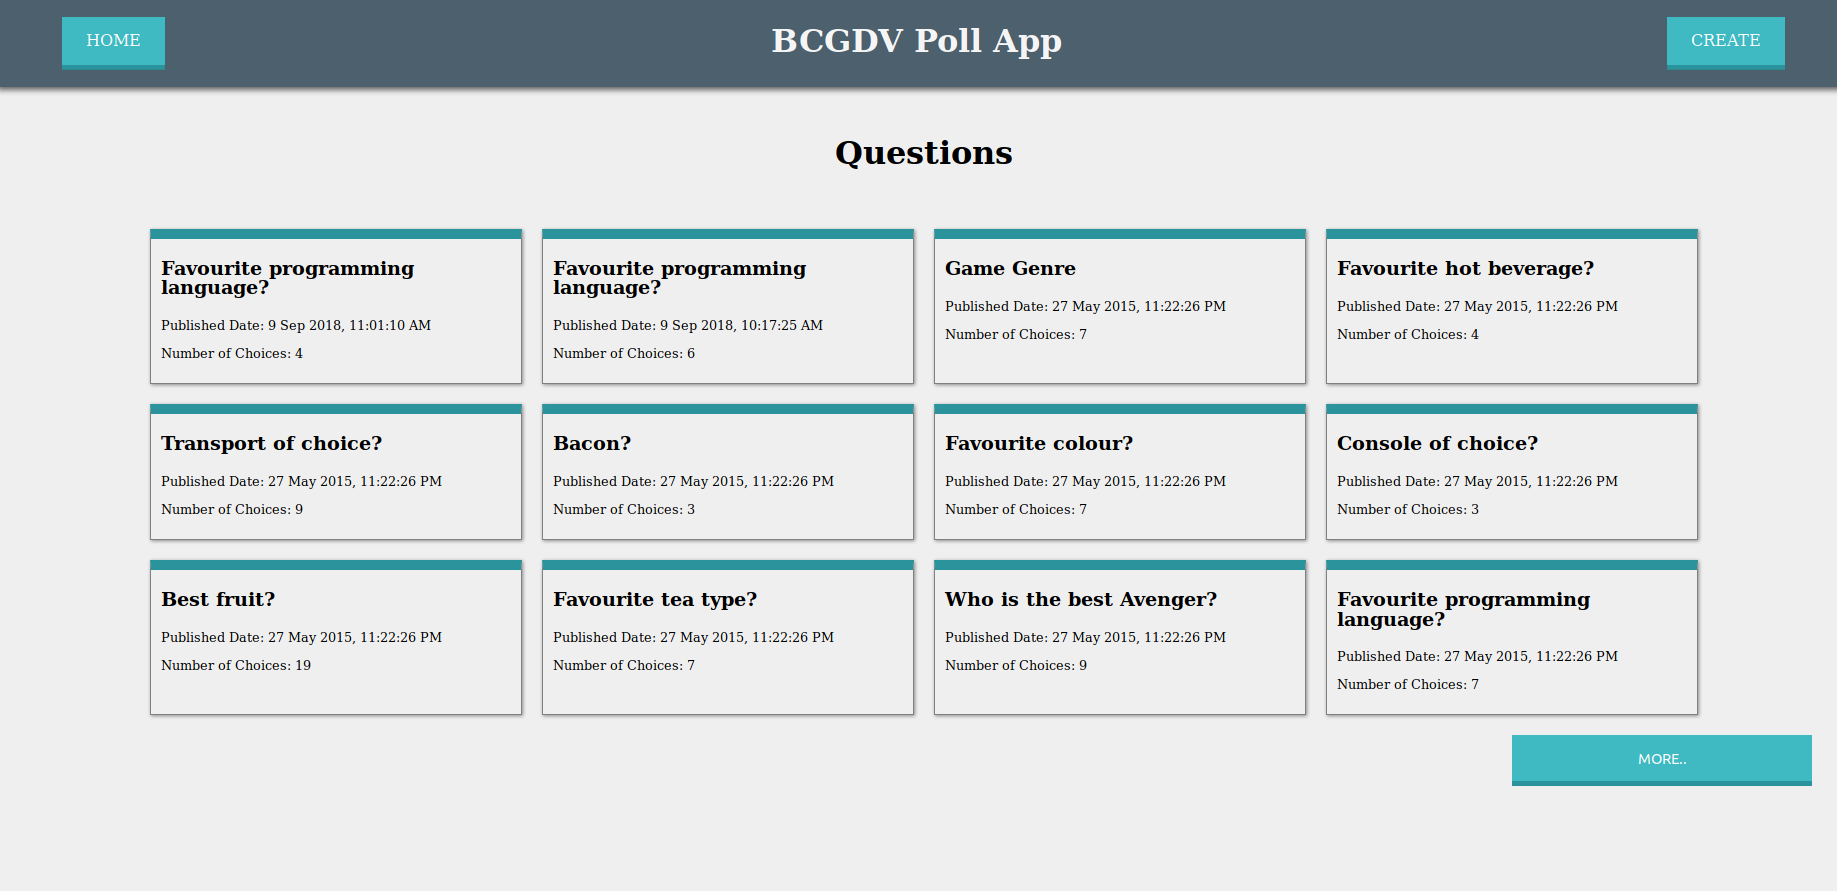 HOME
BCGDV Poll App
CREATE
Questions
Favourite programming
language?
Published Date: 9 Sep 2018, 11:01:10 AM
Number of Choices: 4
Favourite programming
language?
Published Date: 9 Sep 2018, 10:17:25 AM
Number of Choices: 6
Game Genre
Published Date: 27 May 2015, 11:22:26 PM
Number of Choices: 7
Favourite hot beverage?
Published Date: 27 May 2015, 11:22:26 PM
Number of Choices: 4
Transport of choice?
Published Date: 27 May 2015, 11:22:26 PM
Number of Choices: 9
Bacon?
Published Date: 27 May 2015, 11:22:26 PM
Number of Choices: 3
Favourite colour?
Published Date: 27 May 2015, 11:22:26 PM
Number of Choices: 7
Console of choice?
Published Date: 27 May 2015, 11:22:26 PM
Number of Choices: 3
Best fruit?
Published Date: 27 May 2015, 11:22:26 PM
Number of Choices: 19
Favourite tea type?
Published Date: 27 May 2015, 11:22:26 PM
Number of Choices: 7
Who is the best Avenger?
Published Date: 27 May 2015, 11:22:26 PM
Number of Choices: 9
Favourite programming
language?
Published Date: 27 May 2015, 11:22:26 PM
Number of Choices: 7
MORE..